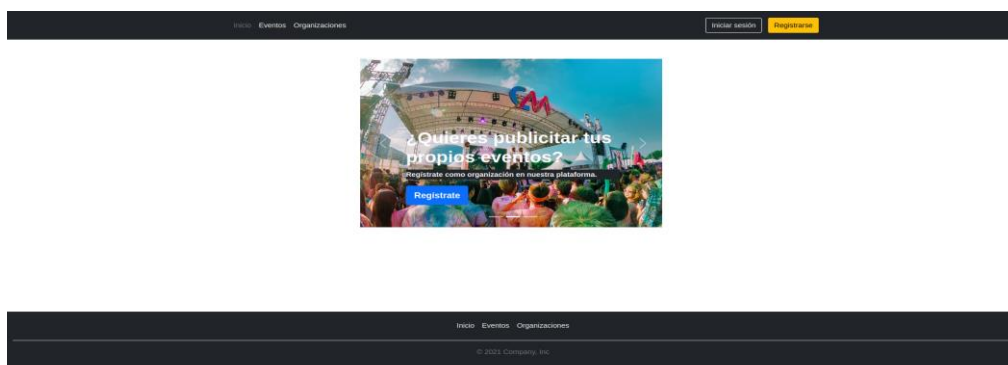 Inicio Eventos Organizaciones
Iniciar sesión
Registrarse
CM
¿Quieres publicitar tus
propios eventos?
Regístrate como organización en nuestra plataforma.
Regístrate
Inicio Eventos Organizaciones
© 2021 Company, Inc